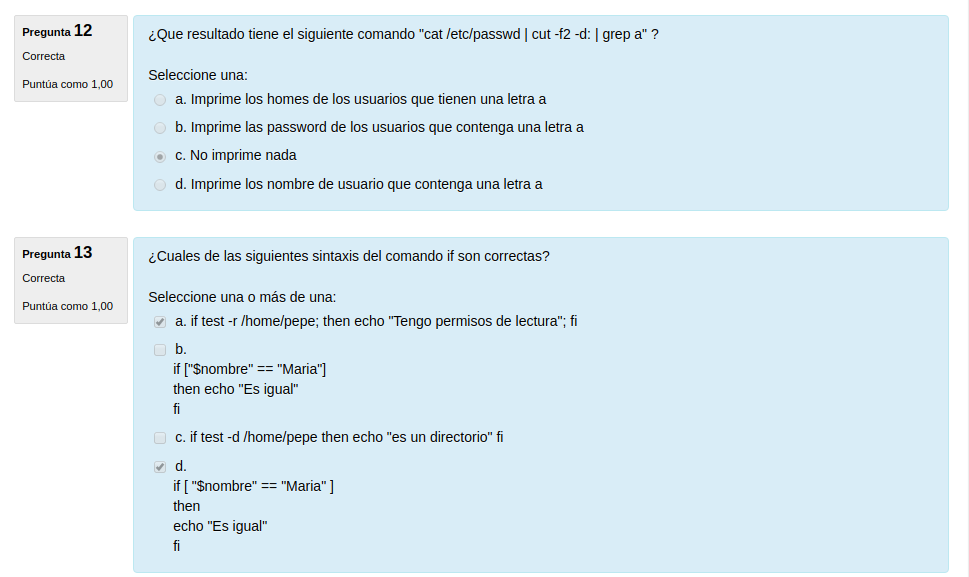 Pregunta 12
Correcta
Puntúa como 1,00
¿Que resultado tiene el siguiente comando "cat /etc/passwd | cut -f2 -d: | grep a" ?
Seleccione una:
a. Imprime los homes de los usuarios que tienen una letra a
b. Imprime las password de los usuarios que contenga una letra a
c. No imprime nada
d. Imprime los nombre de usuario que contenga una letra a
Pregunta 13
Correcta
Puntúa como 1,00
¿Cuales de las siguientes sintaxis del comando if son correctas?
Seleccione una o más de una:
a. if test -r /home/pepe; then echo "Tengo permisos de lectura"; fi
b.
if ["$nombre" == "Maria"]
then echo "Es igual"
fi
c. if test -d /home/pepe then echo "es un directorio" fi
d.
if [ "$nombre" == "Maria" ]
then
echo "Es igual"
fi